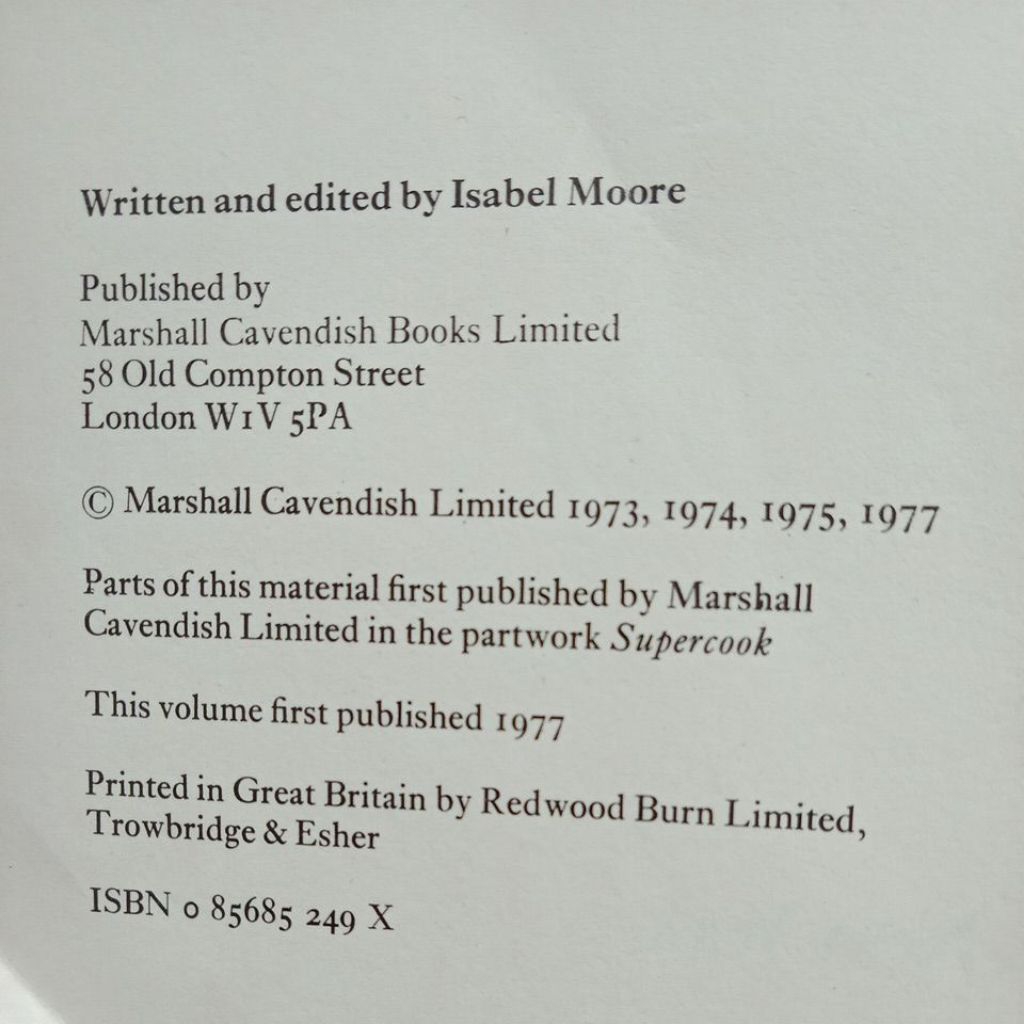 Written and edited by Isabel Moore
Published by
Marshall Cavendish Books Limited
58 Old Compton Street
London W1V 5PA
© Marshall Cavendish Limited 1973, 1974, 1975, 1977
Parts of this material first published by Marshall
Cavendish Limited in the partwork Supercook
This volume first published 1977
Printed in Great Britain by Redwood Burn Limited,
Trowbridge & Esher
ISBN 0 85685 249 X